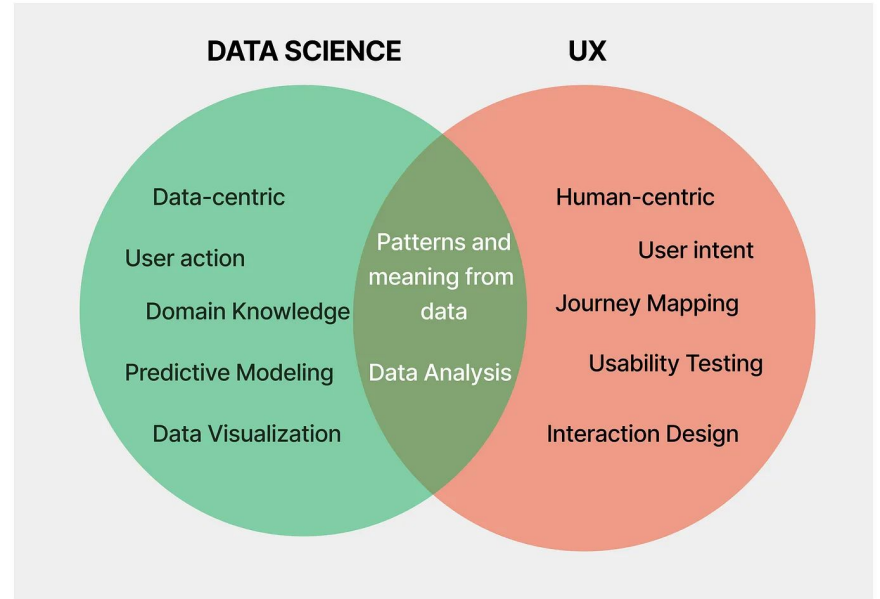 DATA SCIENCE
UX
Data-centric
User action
Domain Knowledge
Predictive Modeling
Data Visualization
Patterns and
meaning from
data
Data Analysis
Human-centric
User intent
Journey Mapping
Usability Testing
Interaction Design